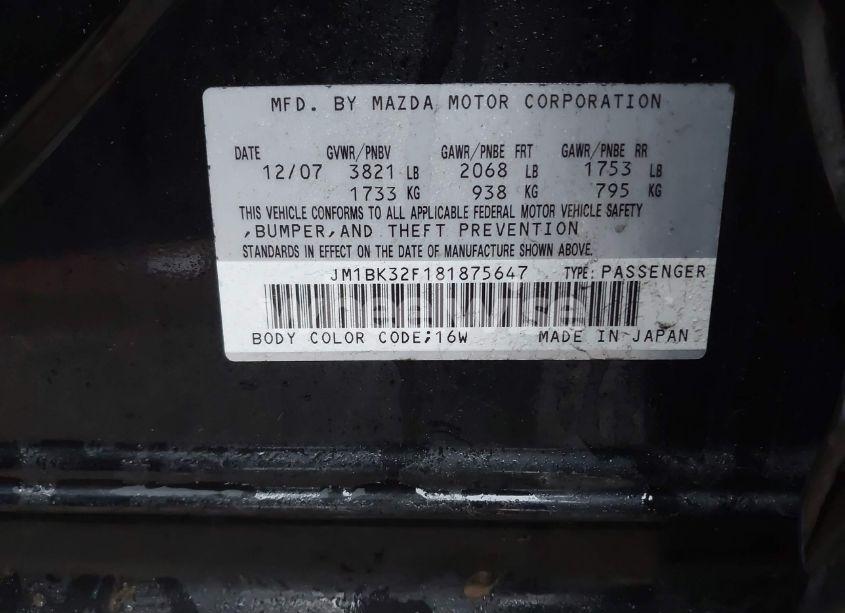 MFD. BY MAZDA MOTOR CORPORATION
DATE GVWR/PNBV GAWR/PNBE FRT GAWR/PNBE RR
12/07 3821 LB 2068 LB 1753 LB
1733 KG 938 KG 795 KG
THIS VEHICLE CONFORMS TO ALL APPLICABLE FEDERAL MOTOR VEHICLE SAFETY
,BUMPER,AND THEFT PREVENTION
STANDARDS IN EFFECT ON THE DATE OF MANUFACTURE SHOWN ABOVE.
JM1BK32F181875647 TYPE: PASSENGER
BODY COLOR CODE;16W MADE IN JAPAN